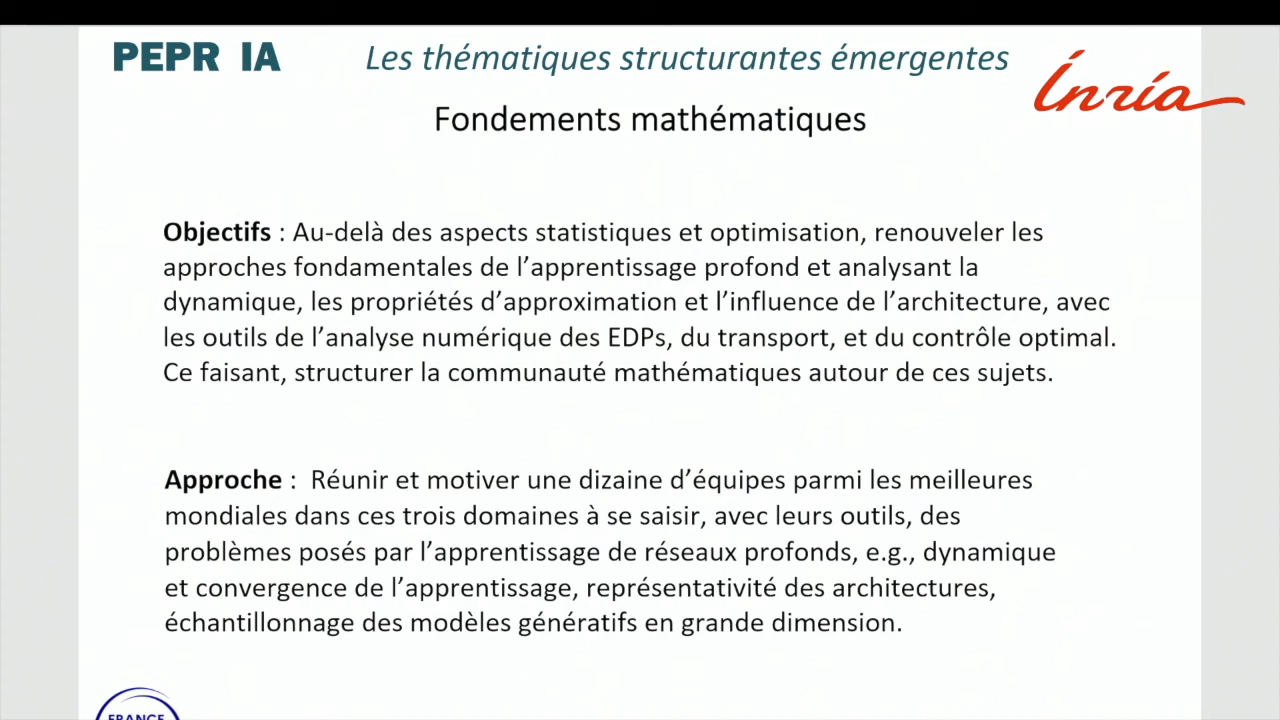 PEPR IA
Les thématiques structurantes émergentes
Inria
Fondements mathématiques
Objectifs : Au-delà des aspects statistiques et optimisation, renouveler les
approches fondamentales de l’apprentissage profond et analysant la
dynamique, les propriétés d’approximation et l’influence de l’architecture, avec
les outils de l’analyse numérique des EDPs, du transport, et du contrôle optimal.
Ce faisant, structurer la communauté mathématiques autour de ces sujets.
Approche :  Réunir et motiver une dizaine d’équipes parmi les meilleures
mondiales dans ces trois domaines à se saisir, avec leurs outils, des
problèmes posés par l’apprentissage de réseaux profonds, e.g., dynamique
et convergence de l’apprentissage, représentativité des architectures,
échantillonnage des modèles génératifs en grande dimension.
FRANCE